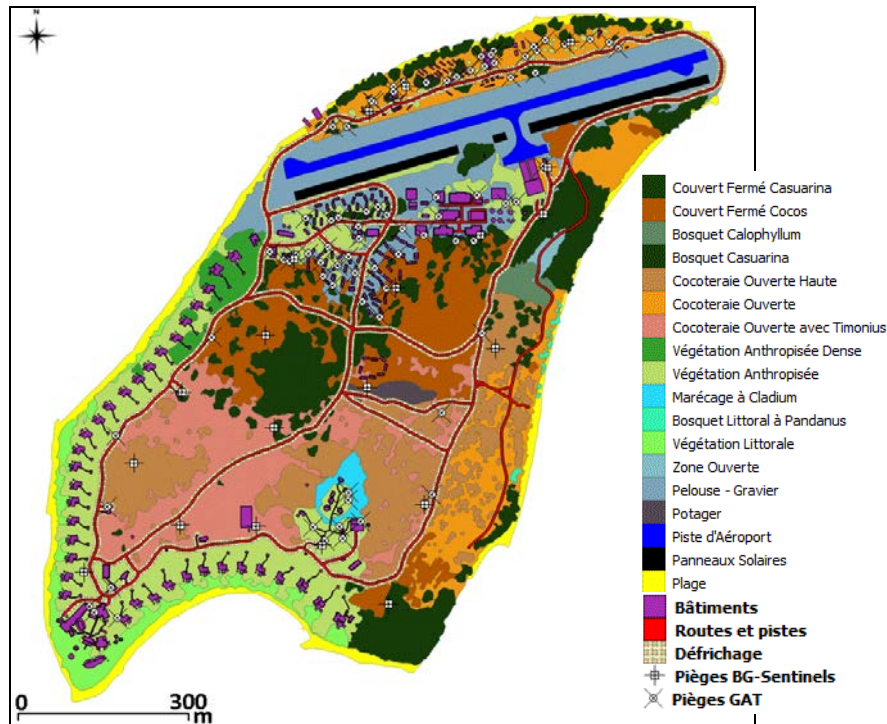 N
Couvert Fermé Casuarina
Couvert Fermé Cocos
Bosquet Calophyllum
Bosquet Casuarina
Cocoteraie Ouverte Haute
Cocoteraie Ouverte
Cocoteraie Ouverte avec Timonius
Végétation Anthropisée Dense
Végétation Anthropisée
Marécage à Cladium
Bosquet Littoral à Pandanus
Végétation Littorale
Zone Ouverte
Pelouse - Gravier
Potager
Piste d'Aéroport
Panneaux Solaires
Plage
Bâtiments
Routes et pistes
Défrichage
Pièges BG-Sentinels
Pièges GAT
0 300
m